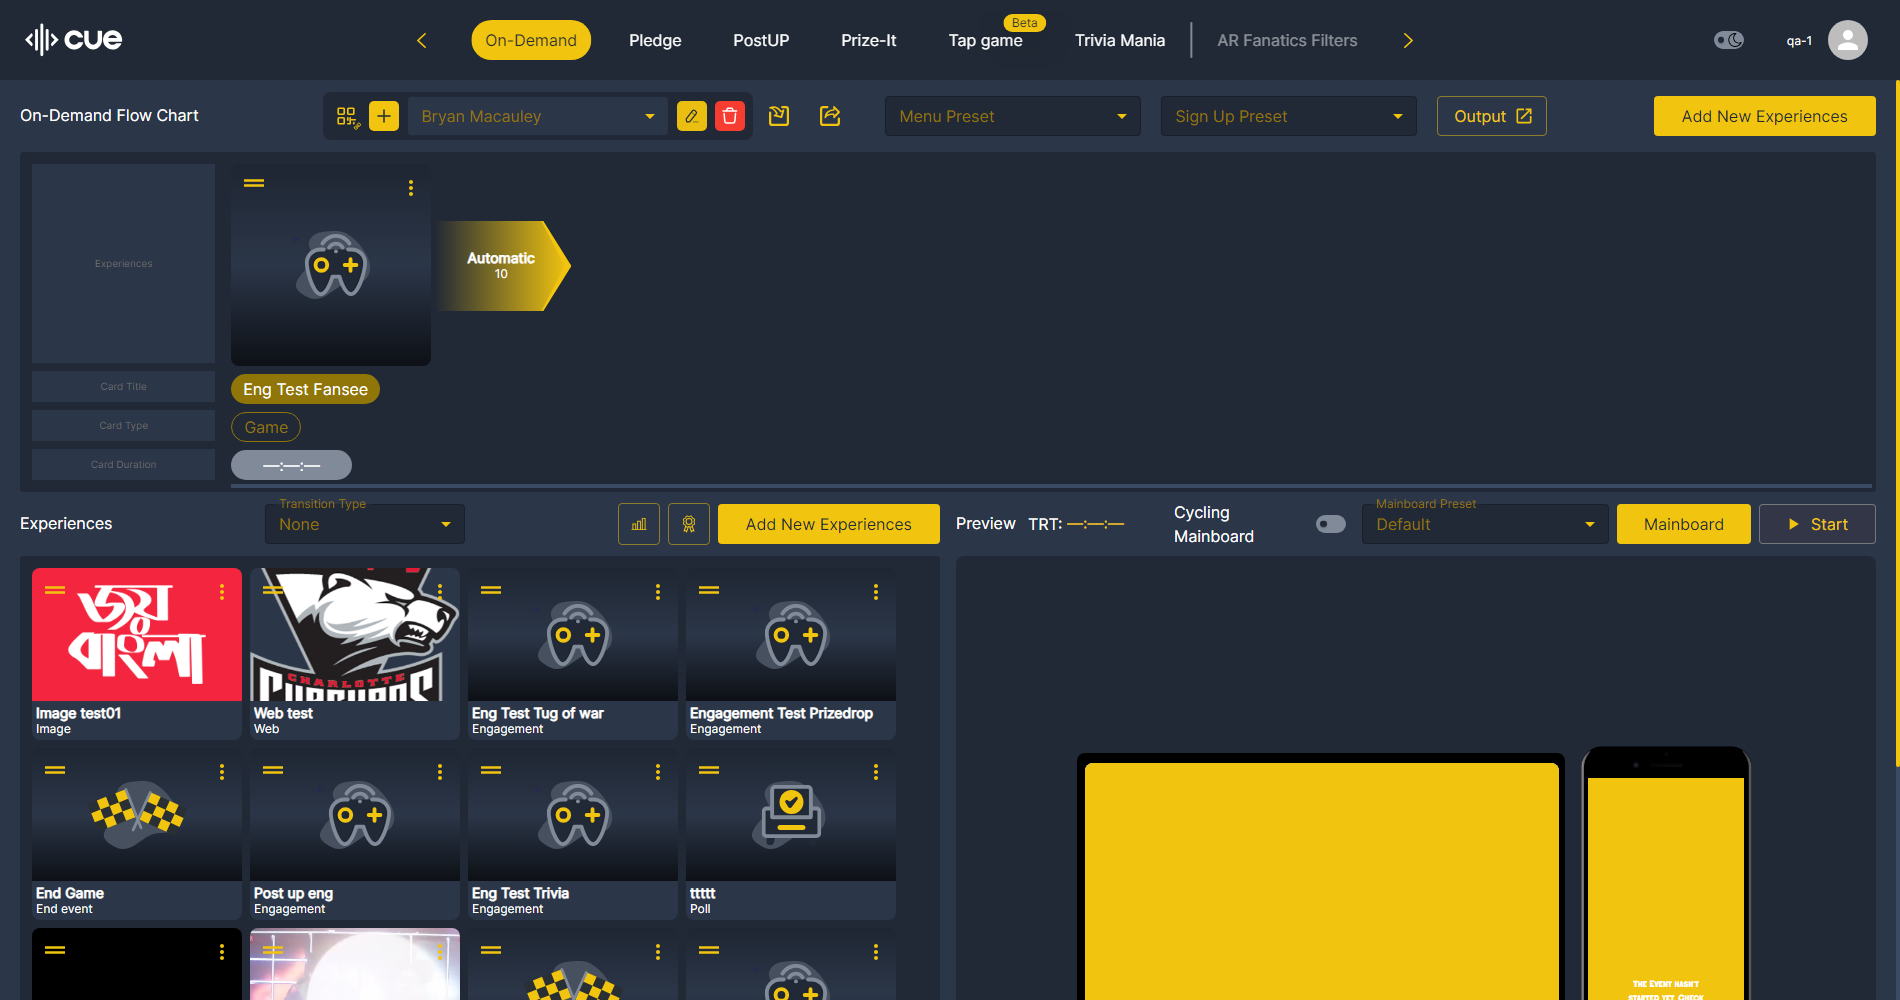 cue
On-Demand
Pledge
PostUP
Prize-It
Beta
Tap game
Trivia Mania
AR Fanatics Filters
qa-1
On-Demand Flow Chart
Bryan Macauley
Menu Preset
Sign Up Preset
Output
Add New Experiences
Experiences
Automatic
10
Card Title
Eng Test Fansee
Card Type
Game
Card Duration
—:—:—
Experiences
Transition Type
None
Add New Experiences
Preview
TRT: —:—:—
Cycling
Mainboard
Mainboard Preset
Default
Mainboard
Start
জয়
বাংলা
Image test01
Image
CHARLOTTE
Web test
Web
Eng Test Tug of war
Engagement
Engagement Test Prizedrop
Engagement
End Game
End event
Post up eng
Engagement
Eng Test Trivia
Engagement
ttttt
Poll
The Event hasn't
started yet. Check